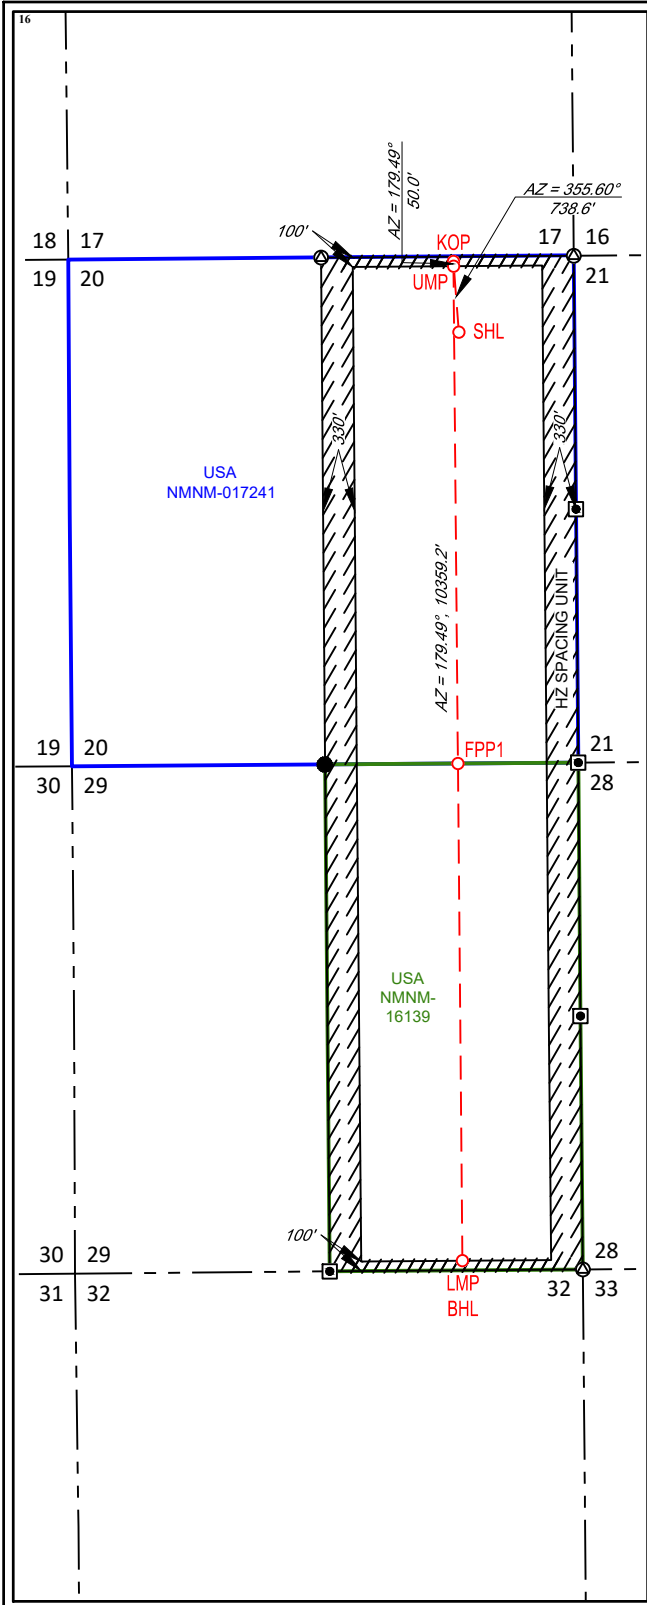 16
AZ = 179.49°
50.0'
AZ = 355.60°
738.6'
100'
KOP
18 17
17 16
19 20
UMP
21
SHL
330'
330'
USA
NMNM-017241
AZ = 179.49°, 10359.2'
HZ SPACING UNIT
19 20
FPP1
21
30 29
28
USA
NMNM-
16139
100'
30 29
28
31 32
LMP
32 33
BHL